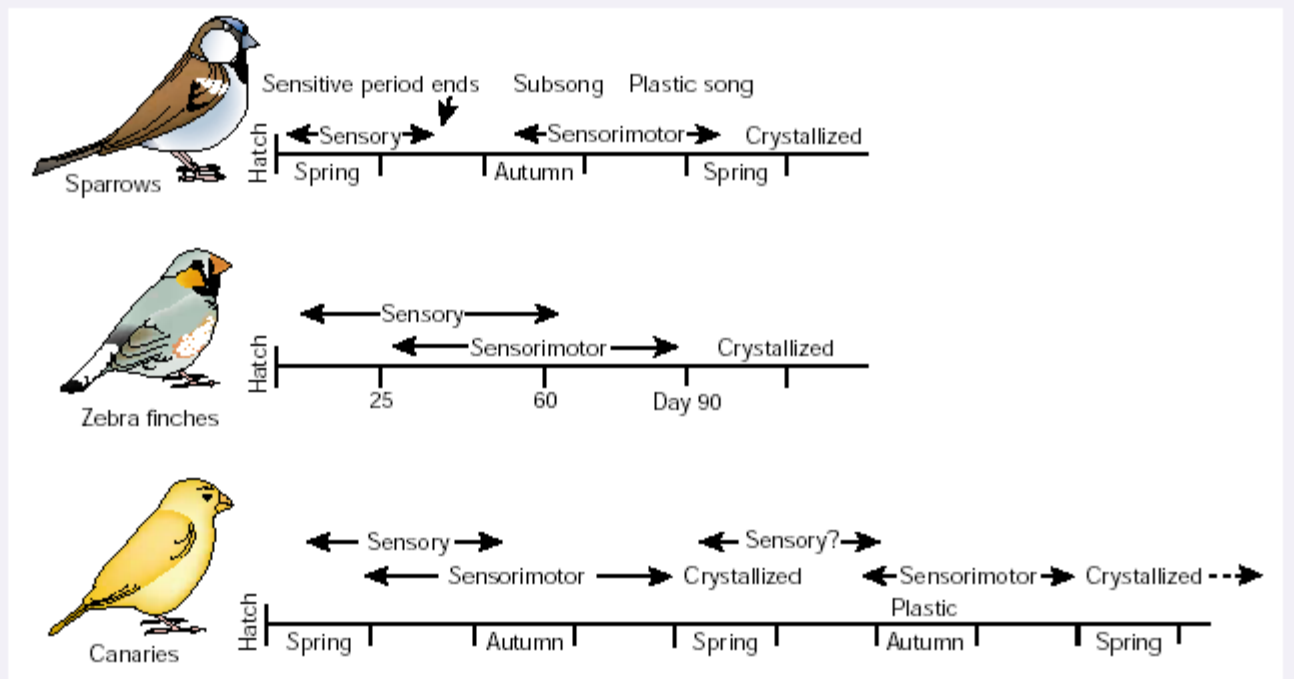 Sensitive period ends Subsong Plastic song
Hatch Sensory Sensorimotor Crystallized
Spring Autumn Spring
Sparrows
Sensory
Hatch Sensorimotor Crystallized
25 60 Day 90
Zebra finches
Sensory Sensory?
Sensorimotor Crystallized Sensorimotor Crystallized
Plastic
Hatch Spring Autumn Spring Autumn Spring
Canaries